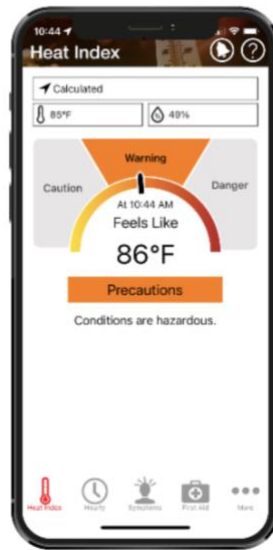 10:44
Heat Index
?
Calculated
85°F
49%
Warning
Caution
Danger
At 10:44 AM
Feels Like
86°F
Precautions
Conditions are hazardous.
Heat Index
Hourly
Symptoms
First Aid
More